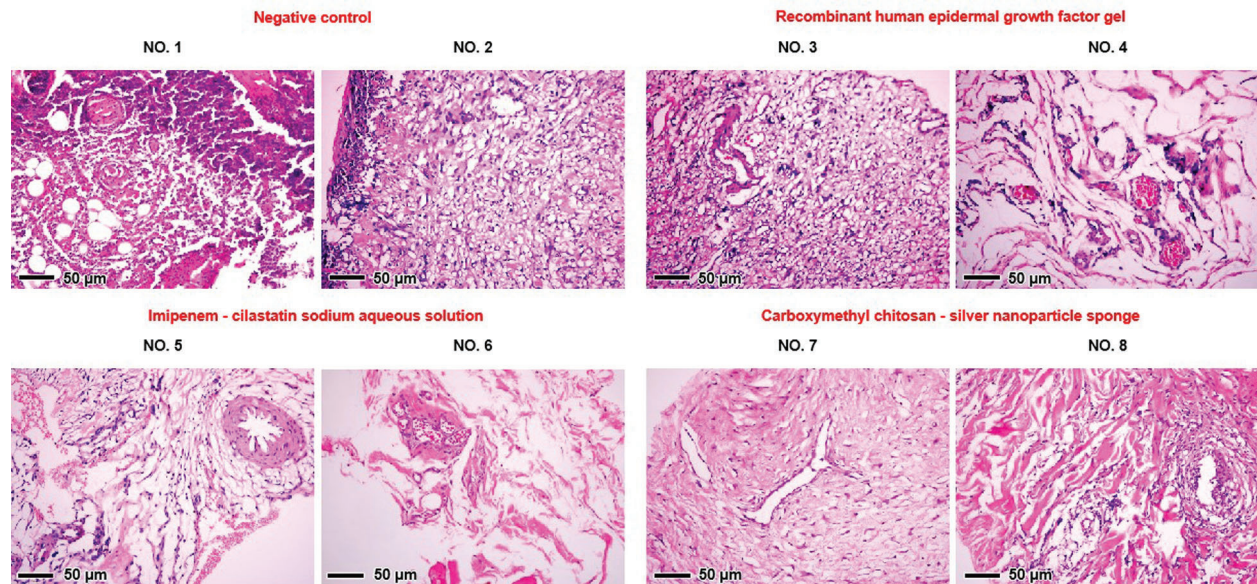 Negative control
Recombinant human epidermal growth factor gel
NO. 1
NO. 2
NO. 3
NO. 4
50 µm
50 µm
50 µm
50 µm
Imipenem - cilastatin sodium aqueous solution
Carboxymethyl chitosan - silver nanoparticle sponge
NO. 5
NO. 6
NO. 7
NO. 8
50 µm
50 µm
50 µm
50 µm